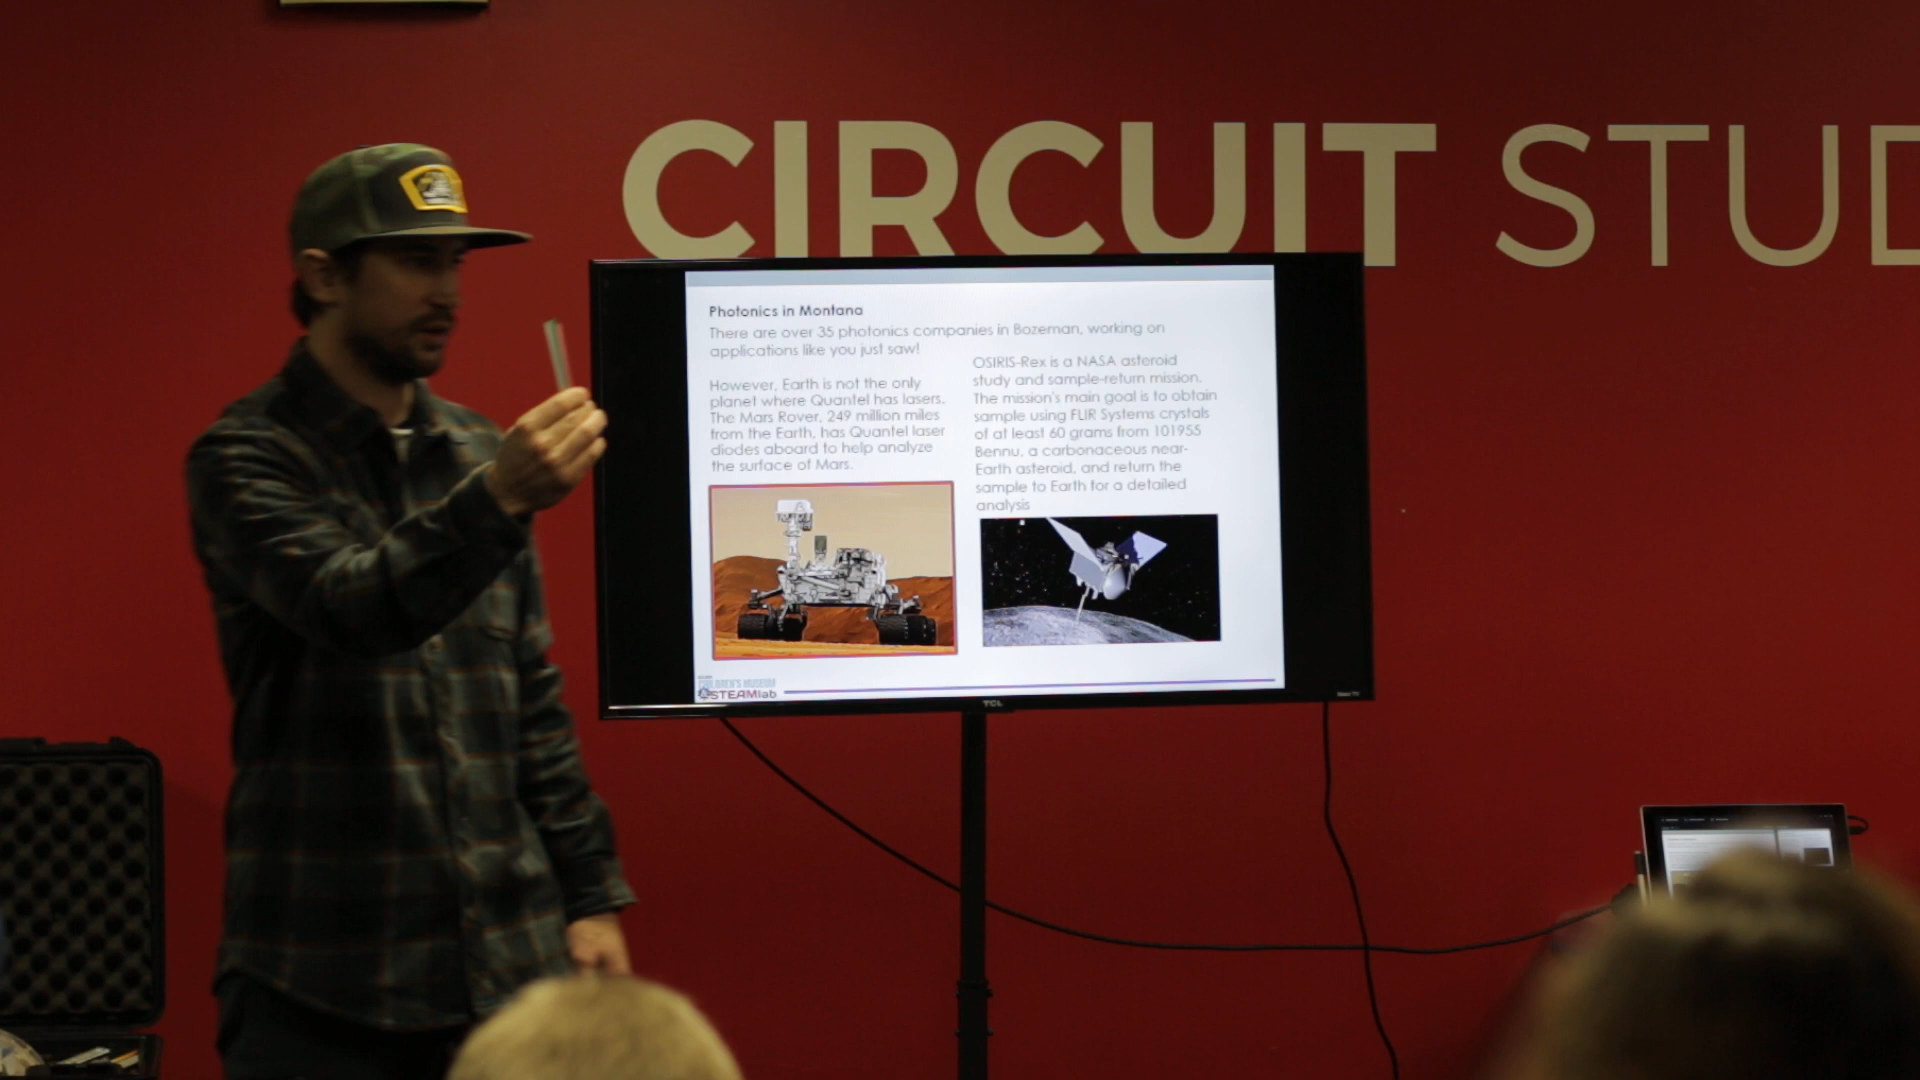 CIRCUIT STUD
Photonics in Montana
There are over 35 photonics companies in Bozeman, working on
applications like you just saw!
However, Earth is not the only
planet where Quantel has lasers.
The Mars Rover, 249 million miles
from the Earth, has Quantel laser
diodes aboard to help analyze
the surface of Mars.
OSIRIS-Rex is a NASA asteroid
study and sample-return mission.
The mission's main goal is to obtain
sample using FLIR Systems crystals
of at least 60 grams from 101955
Bennu, a carbonaceous near-
Earth asteroid, and return the
sample to Earth for a detailed
analysis
CHILDREN'S MUSEUM
STEAMlab
TCL